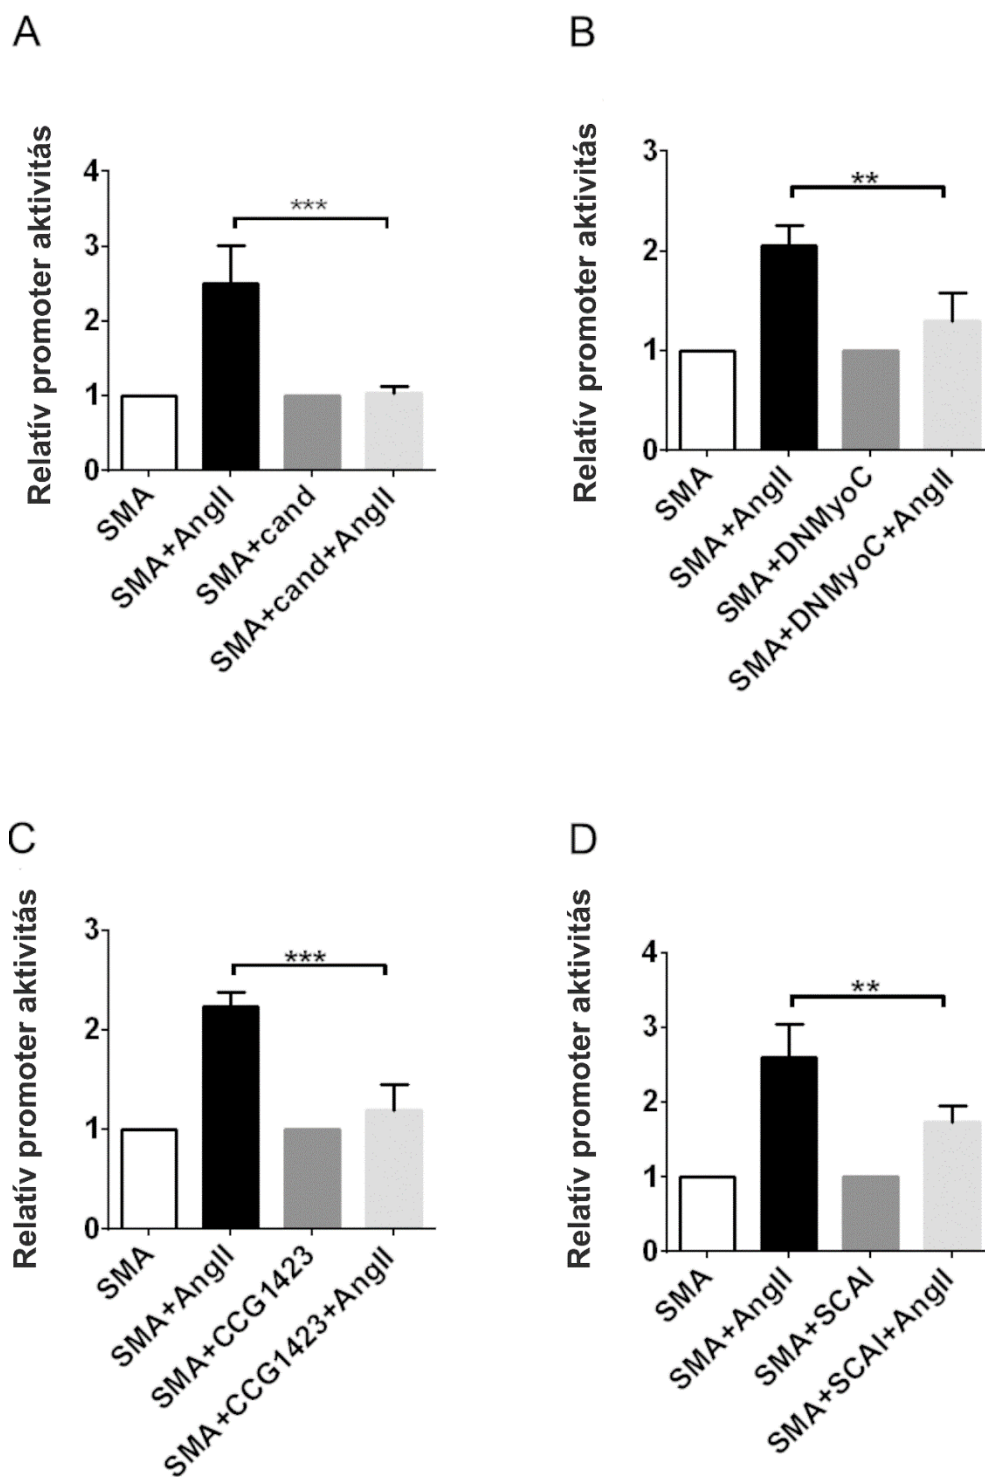 A
Relatív promoter aktivitás
4
3
2
1
0
***
SMA
SMA+AngII
SMA+cand
SMA+cand+AngII
B
Relatív promoter aktivitás
3
2
1
0
**
SMA
SMA+AngII
SMA+DNMyoC
SMA+DNMyoC+AngII
C
Relatív promoter aktivitás
3
2
1
0
***
SMA
SMA+AngII
SMA+CCG1423
SMA+CCG1423+AngII
D
Relatív promoter aktivitás
4
3
2
1
0
**
SMA
SMA+AngII
SMA+SCAI
SMA+SCAI+AngII